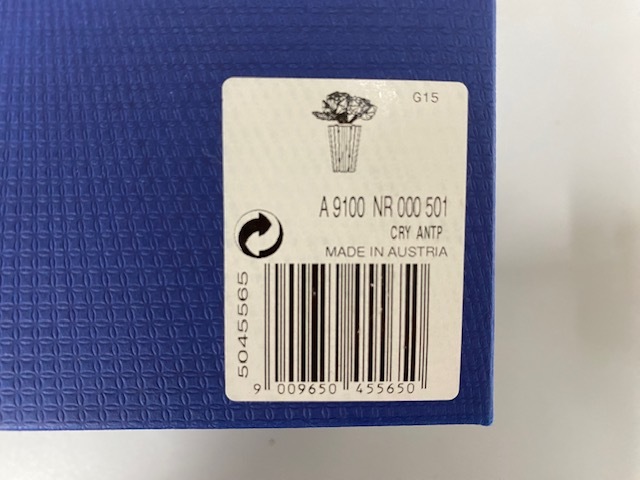 G15
A 9100 NR 000 501
CRY ANTP.
MADE IN AUSTRIA
5045565
9 009650 455650